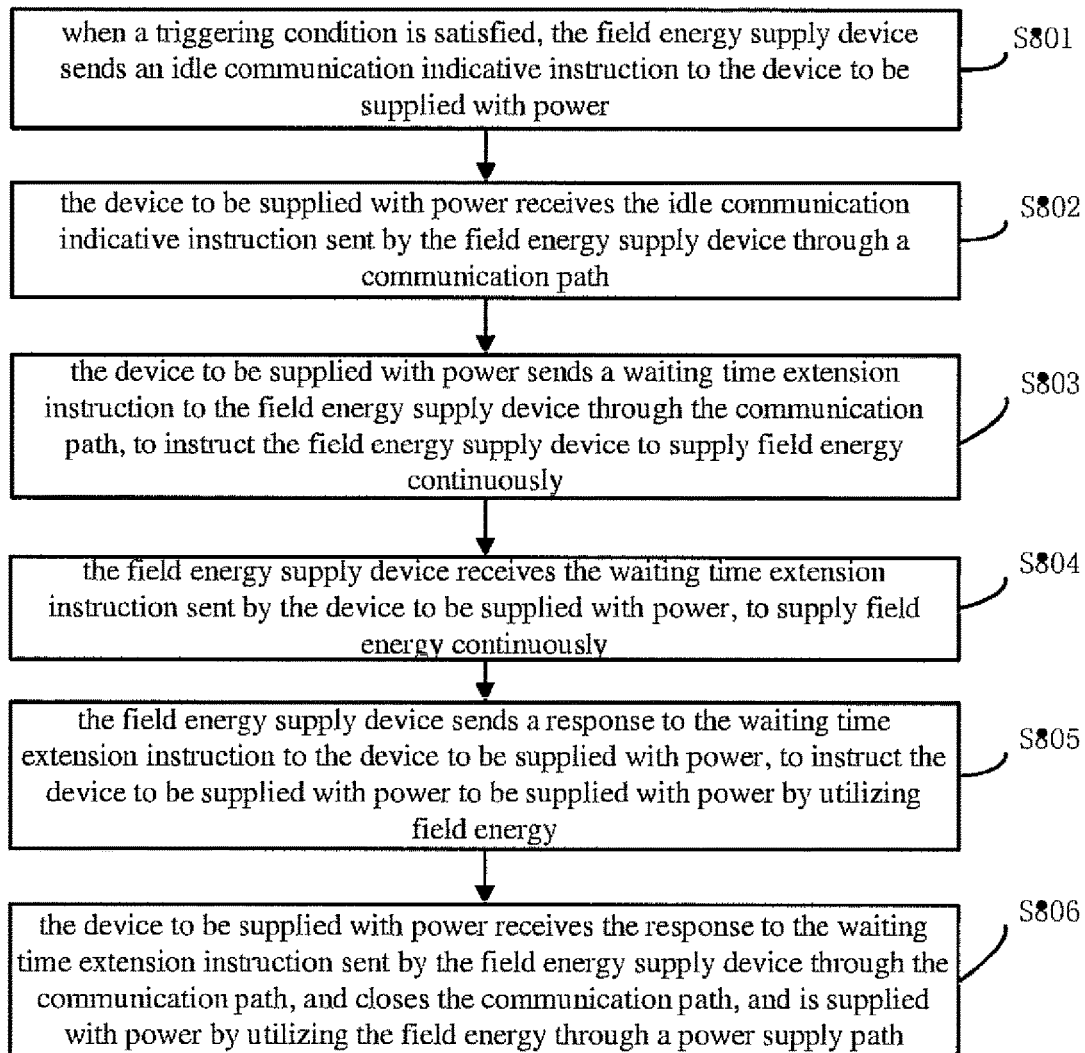 when a triggering condition is satisfied, the field energy supply device
sends an idle communication indicative instruction to the device to be
supplied with power
S801
the device to be supplied with power receives the idle communication
indicative instruction sent by the field energy supply device through a
communication path
S802
the device to be supplied with power sends a waiting time extension
instruction to the field energy supply device through the communication
path, to instruct the field energy supply device to supply field energy
continuously
S803
the field energy supply device receives the waiting time extension
instruction sent by the device to be supplied with power, to supply field
energy continuously
S804
the field energy supply device sends a response to the waiting time
extension instruction to the device to be supplied with power, to instruct the
device to be supplied with power to be supplied with power by utilizing
field energy
S805
the device to be supplied with power receives the response to the waiting
time extension instruction sent by the field energy supply device through the
communication path, and closes the communication path, and is supplied
with power by utilizing the field energy through a power supply path
S806